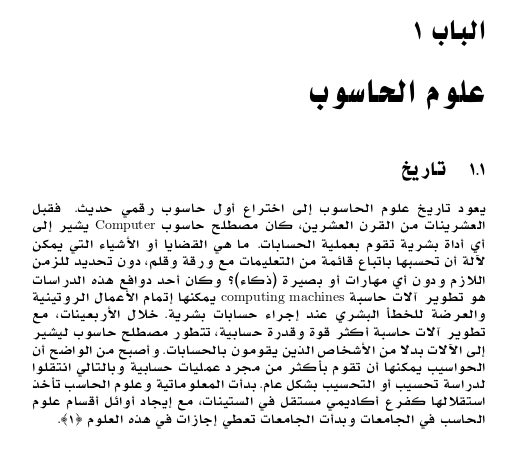 الباب ١
علوم الحاسوب
١.١ تاريخ
يعود تاريخ علوم الحاسوب إلى اختراع أول حاسوب رقمي حديث. فقبل
العشرينات من القرن العشرين، كان مصطلح حاسوب Computer يشير إلى
أي أداة بشرية تقوم بعملية الحسابات. ما هي القضايا أو الأشياء التي يمكن
لآلة أن تحسبها باتباع قائمة من التعليمات مع ورقة وقلم، دون تحديد للزمن
اللازم ودون أي مهارات أو بصيرة (ذكاء)؟ وكان أحد دوافع هذه الدراسات
هو تطوير آلات حاسبة computing machines يمكنها إتمام الأعمال الروتينية
والعرضة للخطأ البشري عند إجراء حسابات بشرية. خلال الأربعينات، مع
تطوير آلات حاسبة أكثر قوة وقدرة حسابية، تتطور مصطلح حاسوب ليشير
إلى الآلات بدلا من الأشخاص الذين يقومون بالحسابات. وأصبح من الواضح أن
الحواسيب يمكنها أن تقوم بأكثر من مجرد عمليات حسابية وبالتالي انتقلوا
لدراسة تحسيب أو التحسيب بشكل عام. بدأت المعلوماتية وعلوم الحاسب تأخذ
استقلالها كفرع أكاديمي مستقل في الستينات، مع إيجاد أوائل أقسام علوم
الحاسب في الجامعات وبدأت الجامعات تعطي إجازات في هذه العلوم ﴿١﴾.